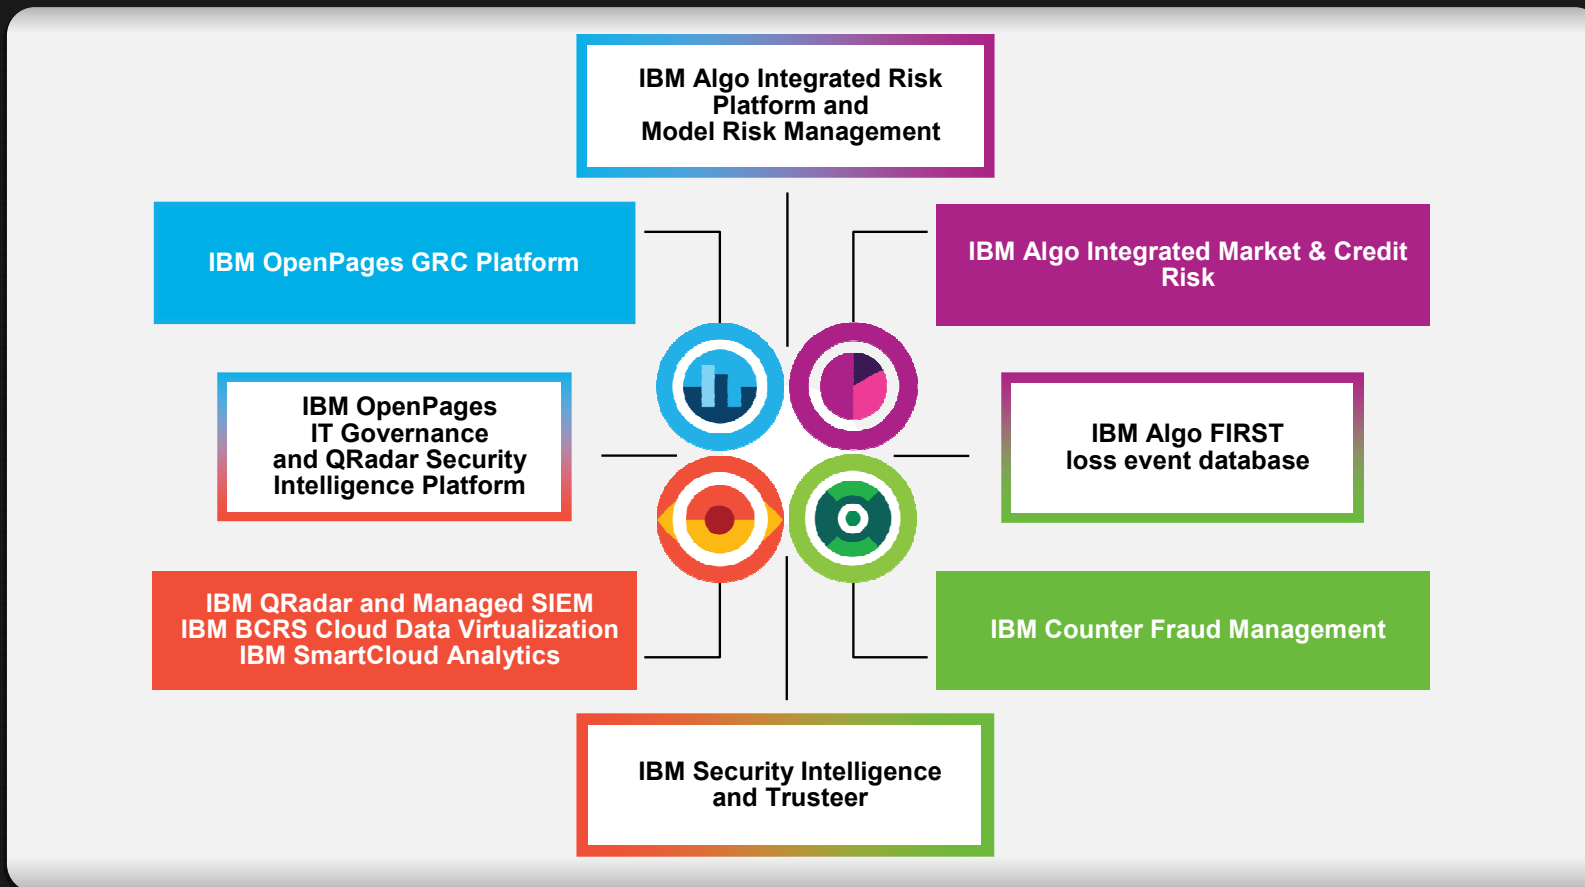 IBM Algo Integrated Risk
Platform and
Model Risk Management
IBM OpenPages GRC Platform
IBM Algo Integrated Market & Credit
Risk
IBM OpenPages
IT Governance
and QRadar Security
Intelligence Platform
IBM Algo FIRST
loss event database
IBM QRadar and Managed SIEM
IBM BCRS Cloud Data Virtualization
IBM SmartCloud Analytics
IBM Counter Fraud Management
IBM Security Intelligence
and Trusteer